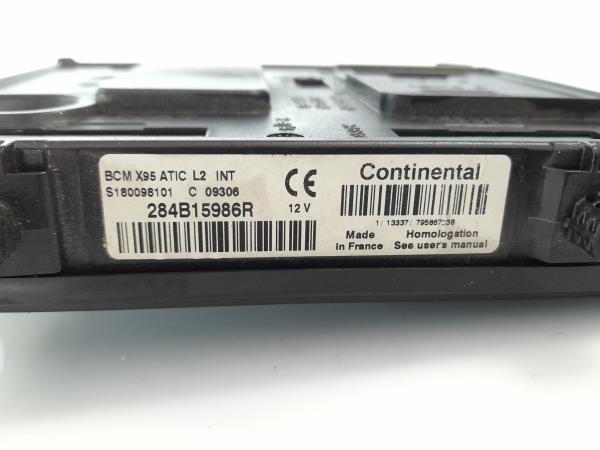 BCM X95 ATIC L2 INT
S180098101 C 09306
284B15986R
12 V
CE
Continental
Made in France
Homologation
See user's manual